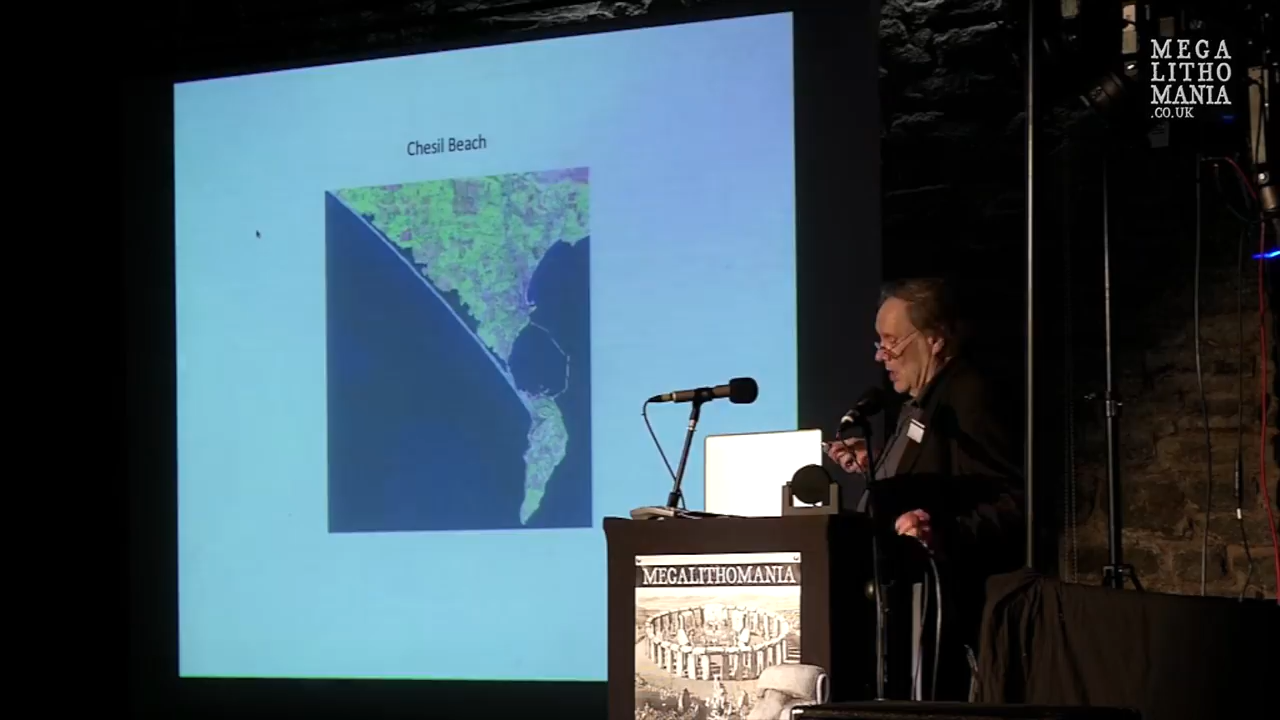 MEGA
LITHO
MANIA
.CO.UK
Chesil Beach
MEGALITHOMANIA